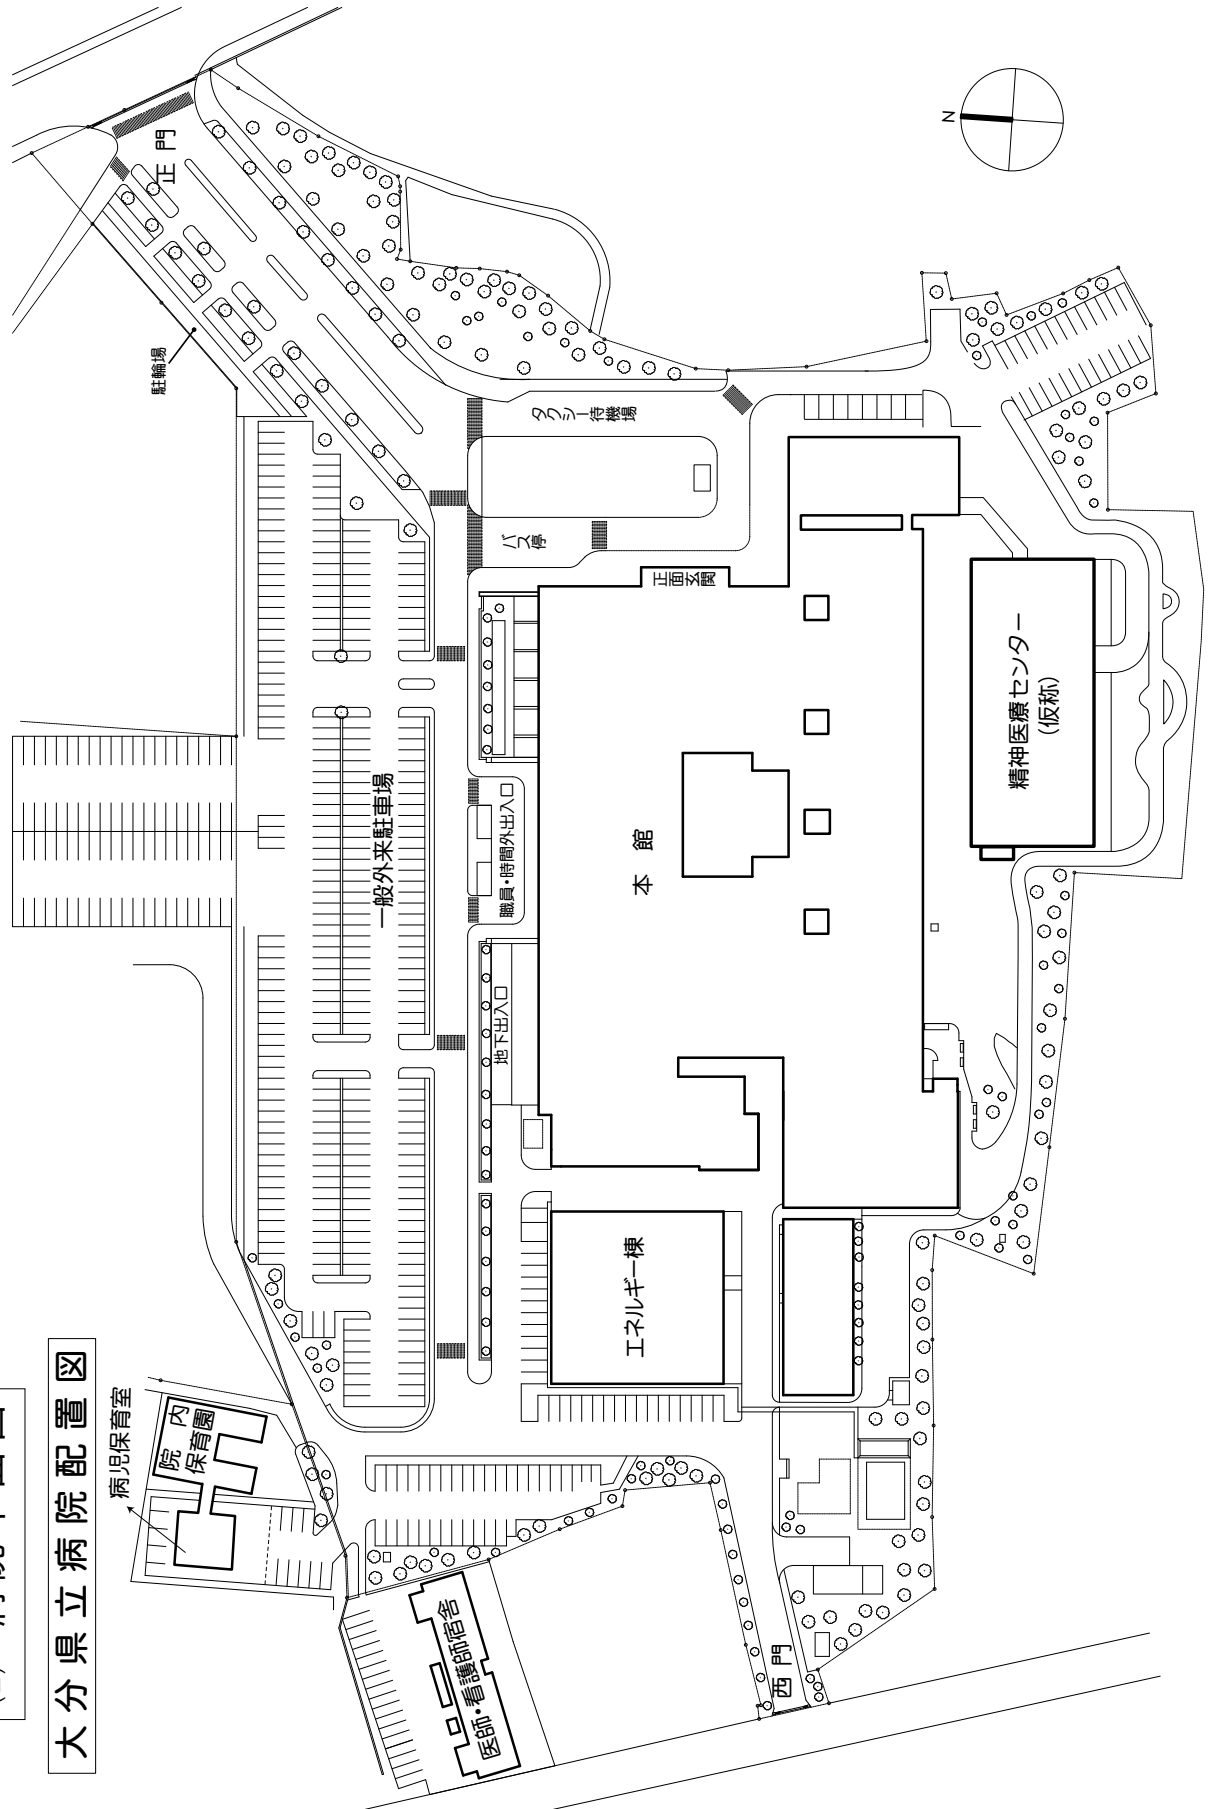 大分県立病院配置図
病児保育室
院内
保育園
医師・看護師宿舎
西門
エネルギー棟
地下出入口
職員・時間外出入口
一般外来駐車場
本館
精神医療センター
(仮称)
正面玄関
バス停
タクシー待機場
駐輪場
正門
N